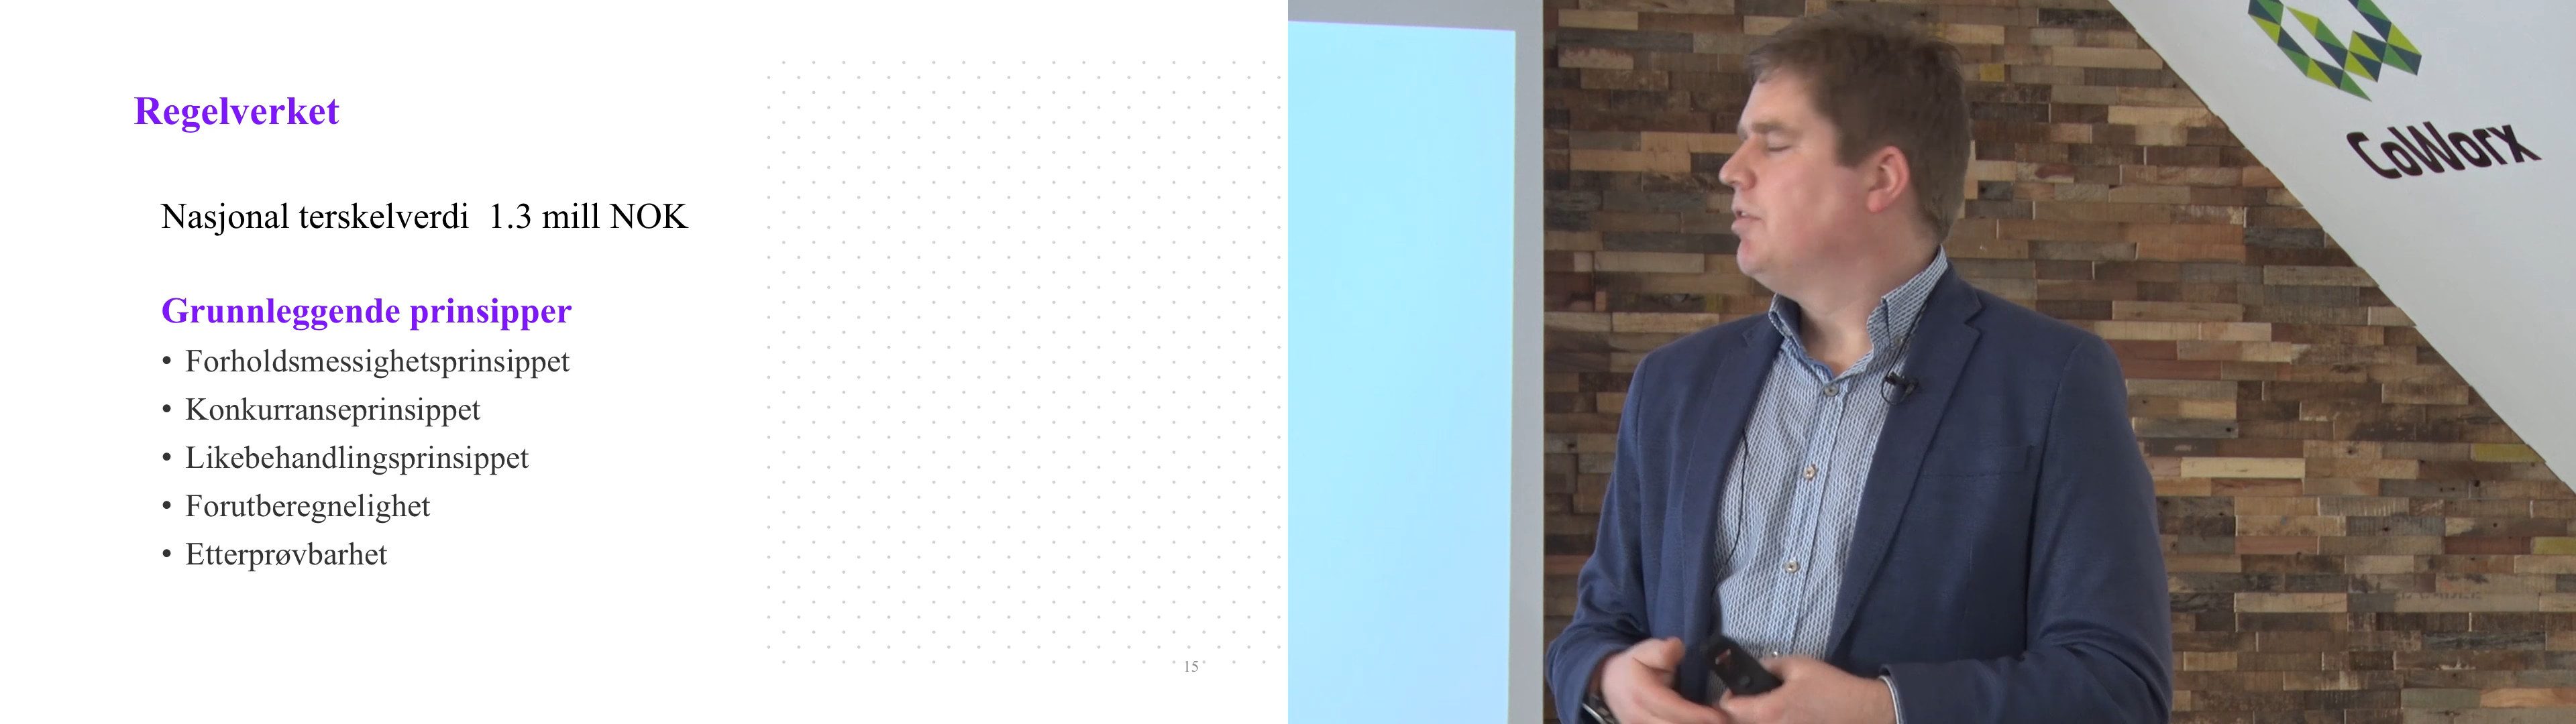 Regelverket
Nasjonal terskelverdi  1.3 mill NOK
Grunnleggende prinsipper
• Forholdsmessighetsprinsippet
• Konkurranseprinsippet
• Likebehandlingsprinsippet
• Forutberegnelighet
• Etterprøvbarhet
15
CoWorx